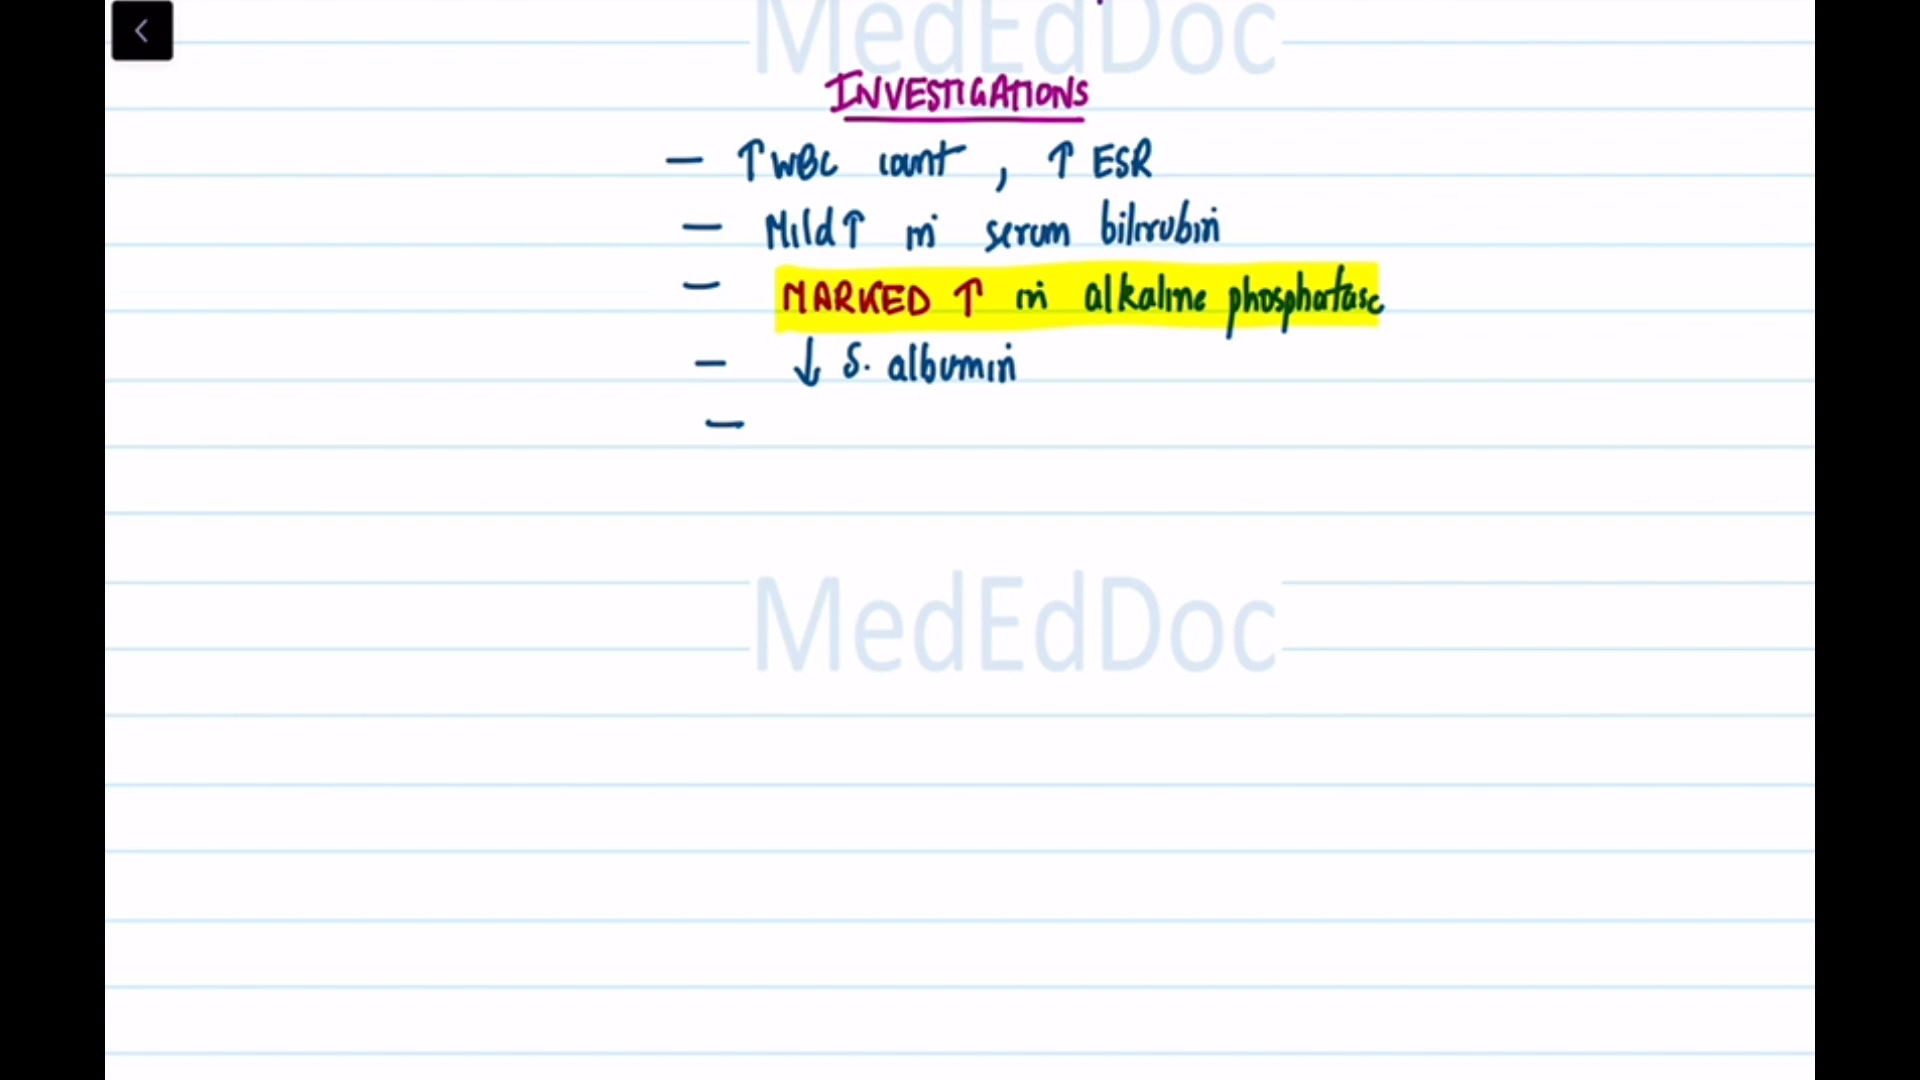 MedEdDoc
INVESTIGATIONS
— ↑ WBC count , ↑ ESR
— Mild ↑ in serum bilirubin
— MARKED ↑ in alkaline phosphatase
— ↓ S. albumin
—
MedEdDoc